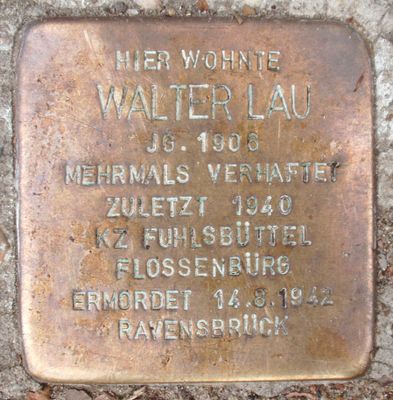 HIER WOHNTE
WALTER LAU
JG. 1906
MEHRMALS VERHAFTET
ZULETZT 1940
KZ FUHLSBÜTTEL
FLOSSENBÜRG
ERMORDET 14.8.1942
RAVENSBRÜCK